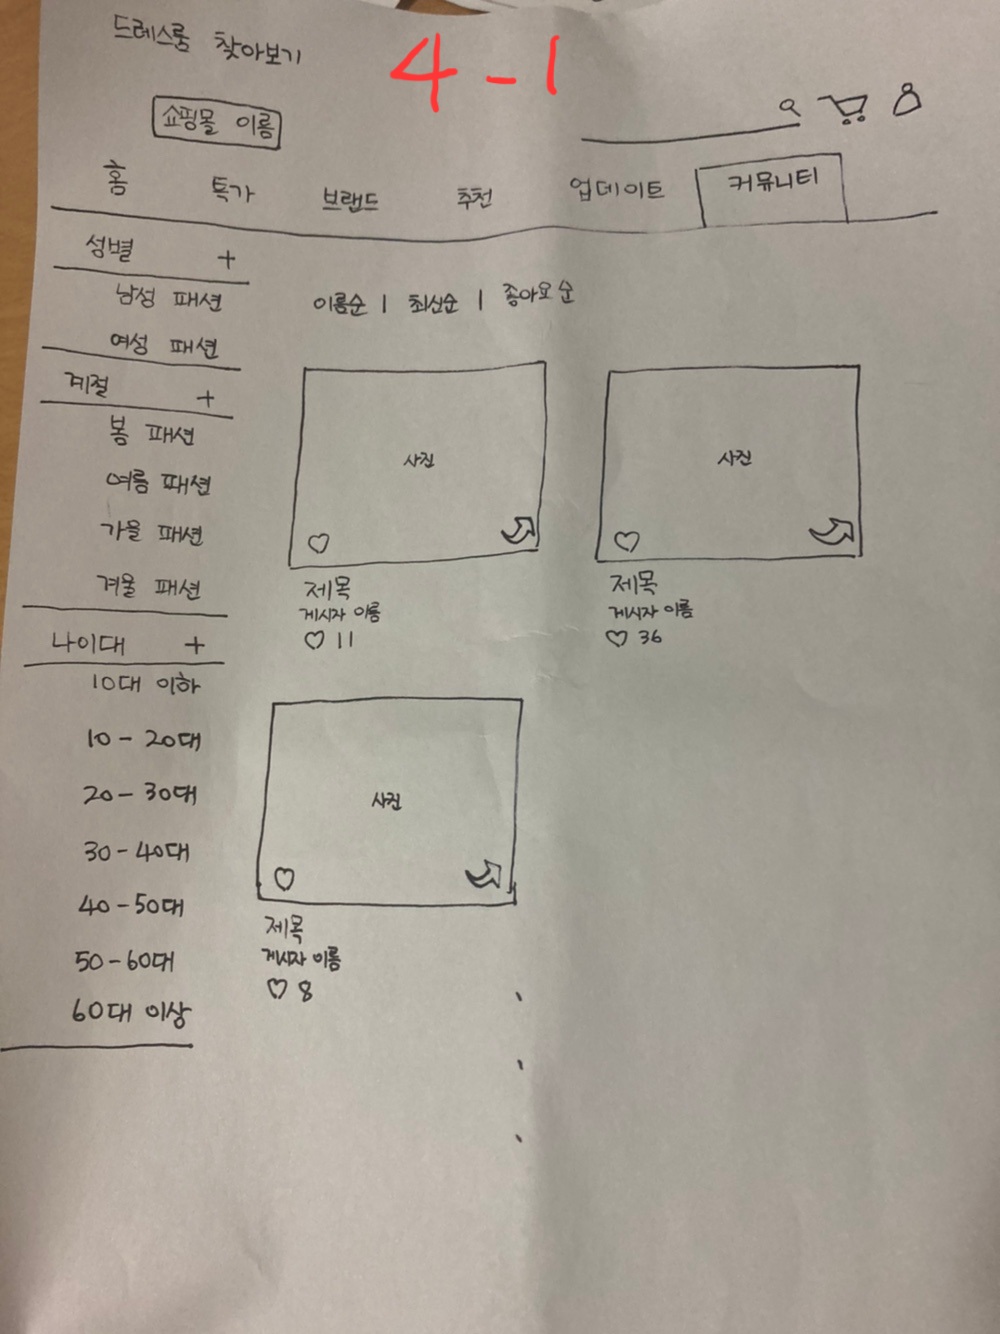 드레스룸 찾아보기
4-1
쇼핑몰 이름
홈 특가 브랜드 추천 업데이트 커뮤니티
성별 +
남성 패션
여성 패션
계절 +
봄 패션
여름 패션
가을 패션
겨울 패션
나이대 +
10대 이하
10-20대
20-30대
30-40대
40-50대
50-60대
60대 이상
이름순 | 최신순 | 좋아요 순
사진
제목
게시자 이름
♡ 11
사진
제목
게시자 이름
♡ 36
사진
제목
게시자 이름
♡ 8